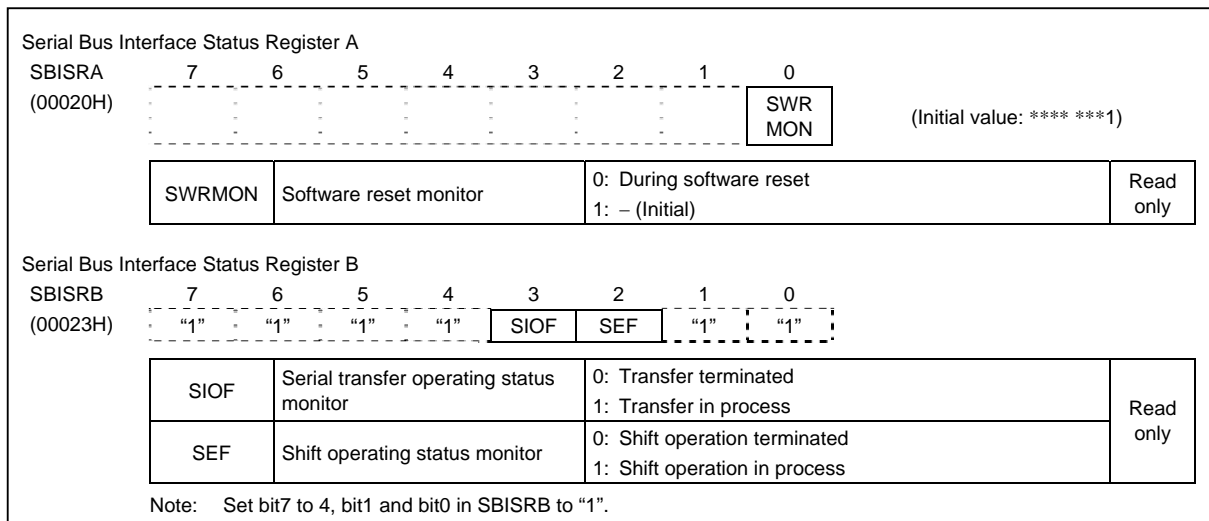 Serial Bus Interface Status Register A
SBISRA 7 6 5 4 3 2 1 0
(00020H) SWR MON (Initial value: **** ***1)
SWRMON Software reset monitor 0: During software reset Read only
1: – (Initial)
Serial Bus Interface Status Register B
SBISRB 7 6 5 4 3 2 1 0
(00023H) “1” “1” “1” “1” SIOF SEF “1” “1”
SIOF Serial transfer operating status monitor 0: Transfer terminated
1: Transfer in process
Read only
SEF Shift operating status monitor 0: Shift operation terminated
1: Shift operation in process
Note: Set bit7 to 4, bit1 and bit0 in SBISRB to “1”.